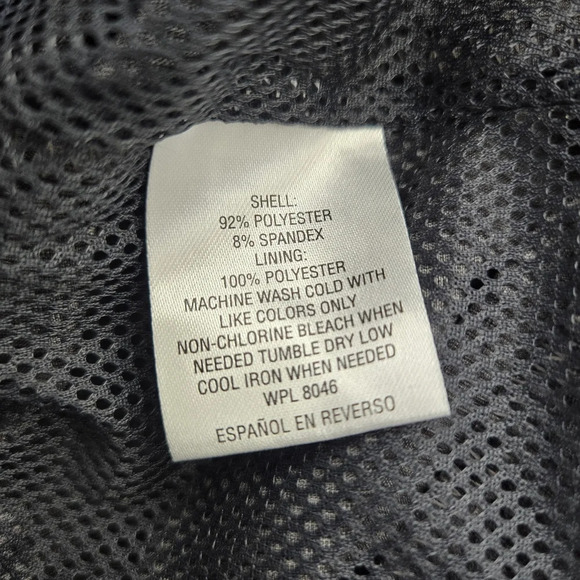 SHELL:
92% POLYESTER
8% SPANDEX
LINING:
100% POLYESTER
MACHINE WASH COLD WITH
LIKE COLORS ONLY
NON-CHLORINE BLEACH WHEN
NEEDED TUMBLE DRY LOW
COOL IRON WHEN NEEDED
WPL 8046
ESPAÑOL EN REVERSO